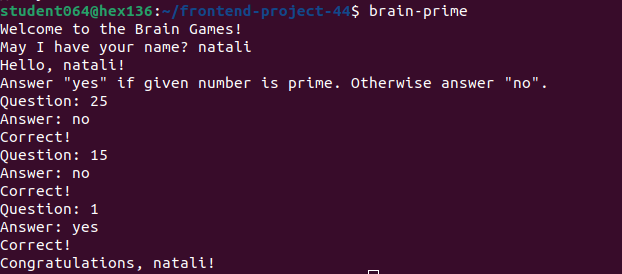 student064@hex136:~/frontend-project-44$ brain-prime
Welcome to the Brain Games!
May I have your name? natali
Hello, natali!
Answer "yes" if given number is prime. Otherwise answer "no".
Question: 25
Answer: no
Correct!
Question: 15
Answer: no
Correct!
Question: 1
Answer: yes
Correct!
Congratulations, natali!